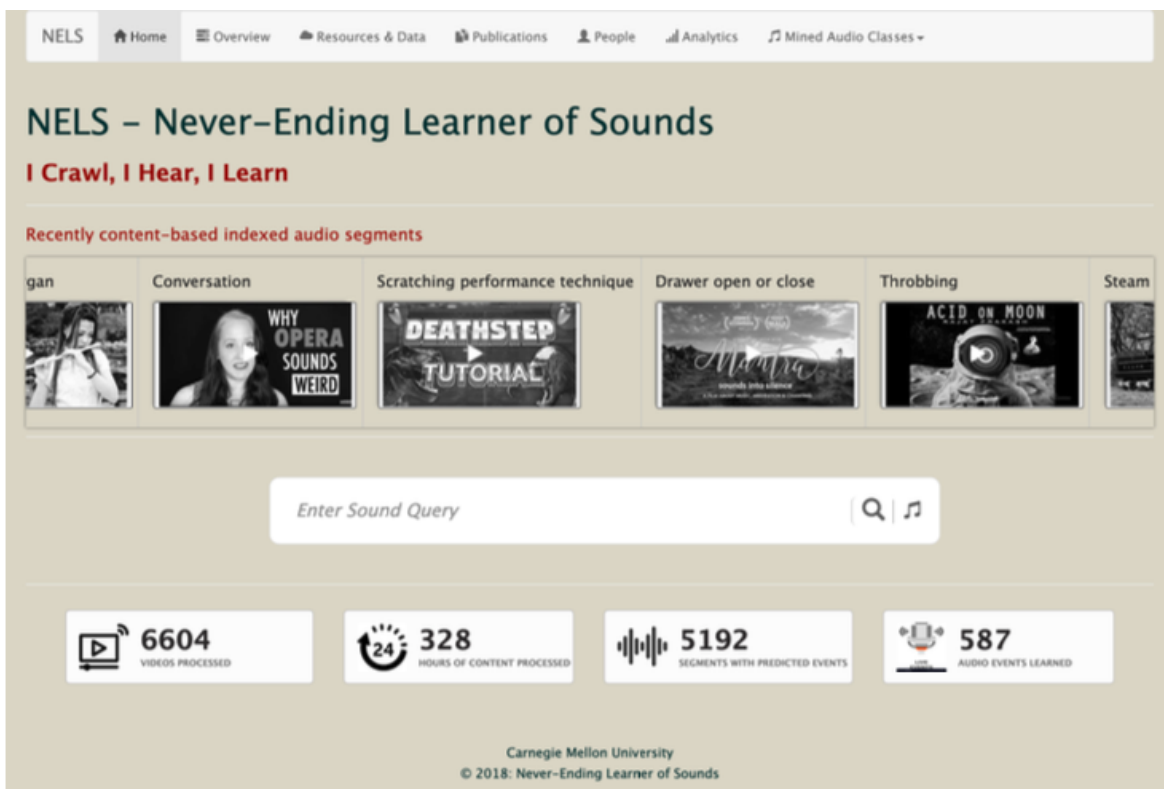 NELS Home Overview Resources & Data Publications People Analytics Mined Audio Classes
NELS – Never-Ending Learner of Sounds
I Crawl, I Hear, I Learn
Recently content-based indexed audio segments
gan Conversation Scratching performance technique Drawer open or close Throbbing Steam
WHY
OPERA
SOUNDS
WEIRD
DEATHSTEP
TUTORIAL
Mantra
sounds into silence
ACID ON MOON
Enter Sound Query
24
6604
VIDEOS PROCESSED
328
HOURS OF CONTENT PROCESSED
5192
SEGMENTS WITH PREDICTED EVENTS
587
AUDIO EVENTS LEARNED
Carnegie Mellon University
© 2018: Never-Ending Learner of Sounds